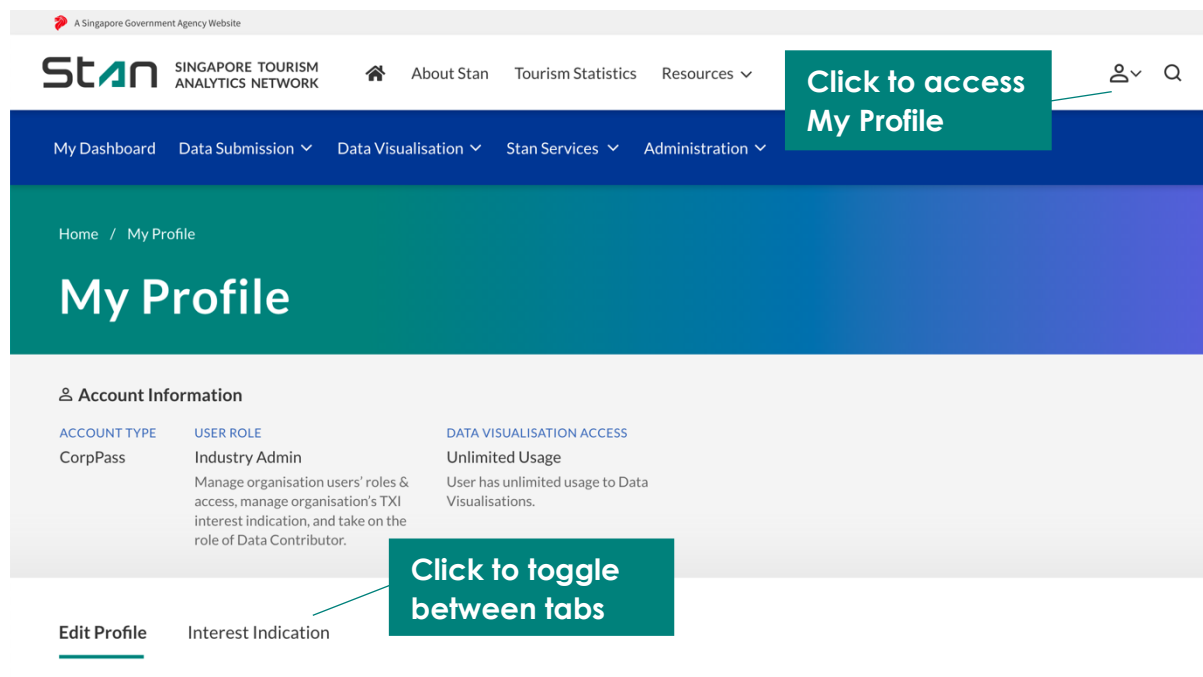 A Singapore Government Agency Website
Stan SINGAPORE TOURISM
ANALYTICS NETWORK
About Stan Tourism Statistics Resources
Click to access
My Profile
My Dashboard Data Submission Data Visualisation Stan Services Administration
Home / My Profile
My Profile
Account Information
ACCOUNT TYPE
CorpPass
USER ROLE
Industry Admin
Manage organisation users' roles &
access, manage organisation's TXI
interest indication, and take on the
role of Data Contributor.
DATA VISUALISATION ACCESS
Unlimited Usage
User has unlimited usage to Data
Visualisations.
Click to toggle
between tabs
Edit Profile Interest Indication